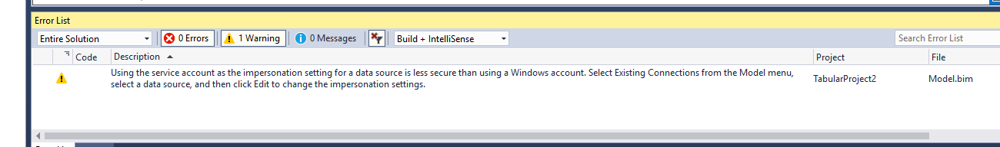 Error List
Entire Solution 0 Errors 1 Warning 0 Messages Build + IntelliSense Search Error List
Code Description Project File
Using the service account as the impersonation setting for a data source is less secure than using a Windows account. Select Existing Connections from the Model menu,
select a data source, and then click Edit to change the impersonation settings.
TabularProject2 Model.bim